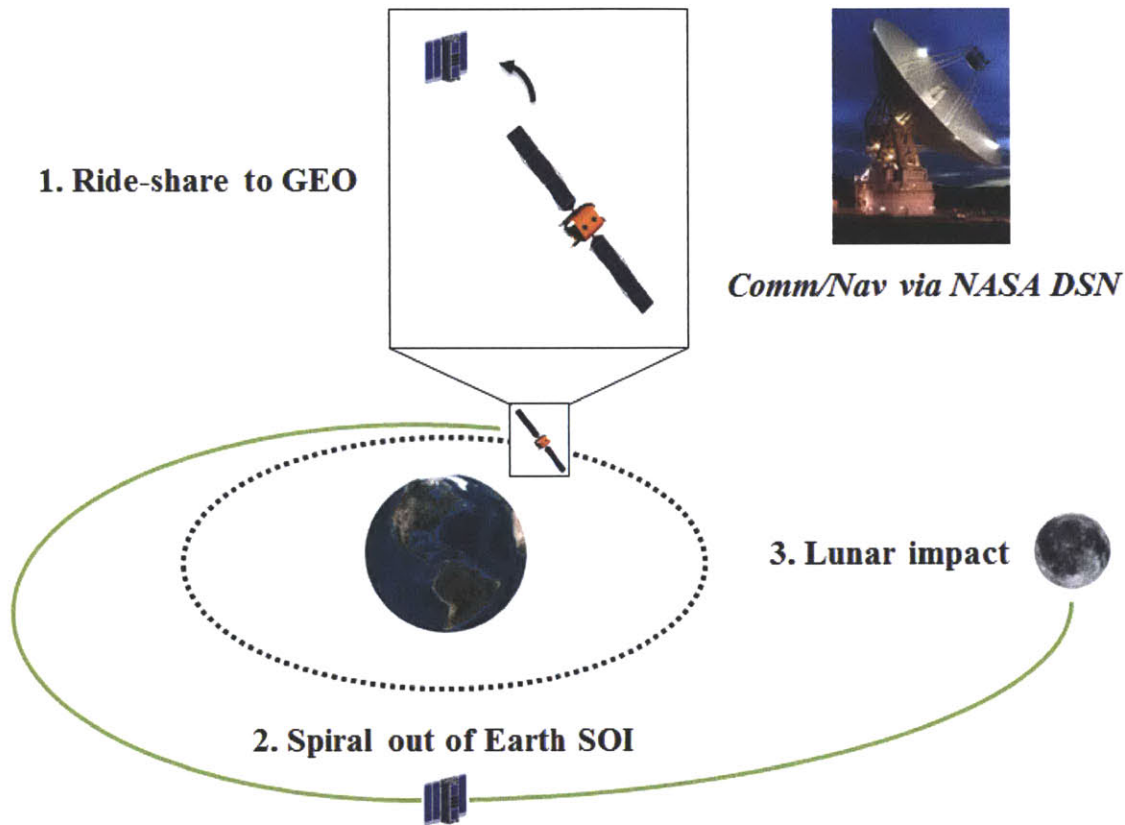 1. Ride-share to GEO
Comm/Nav via NASA DSN
3. Lunar impact
2. Spiral out of Earth SOI